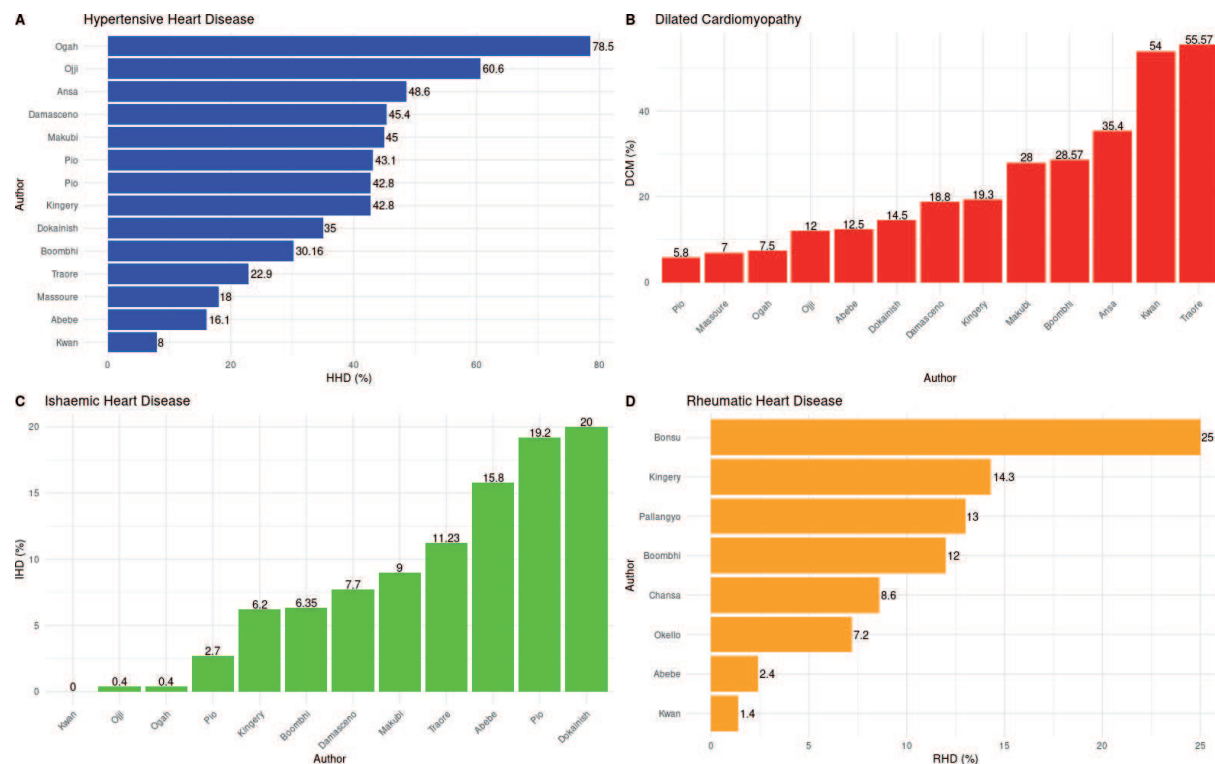 A Hypertensive Heart Disease
Author
Ogah 78.5
Ojji 60.6
Ansa 48.6
Damasceno 45.4
Makubi 45
Pio 43.1
Pio 42.8
Kingery 42.8
Dokainish 35
Boombhi 30.16
Traore 22.9
Massoure 18
Abebe 16.1
Kwan 8
0 20 40 60 80
HHD (%)
B Dilated Cardiomyopathy
DCM (%)
40
20
0
5.8 7 7.5 12 12.5 14.5 18.8 19.3 28 28.57 35.4 54 55.57
Pio Massoure Ogah Ojji Abebe Dokainish Damasceno Kingery Makubi Boombhi Ansa Kwan Traore
Author
C Ishaemic Heart Disease
IHD (%)
20
15
10
5
0
0 0.4 0.4 2.7 6.2 6.35 7.7 9 11.23 15.8 19.2 20
Kwan Ojji Ogah Pio Kingery Boombhi Damasceno Makubi Traore Abebe Pio Dokainish
Author
D Rheumatic Heart Disease
Author
Bonsu 25
Kingery 14.3
Pallangyo 13
Boombhi 12
Chansa 8.6
Okello 7.2
Abebe 2.4
Kwan 1.4
0 5 10 15 20 25
RHD (%)